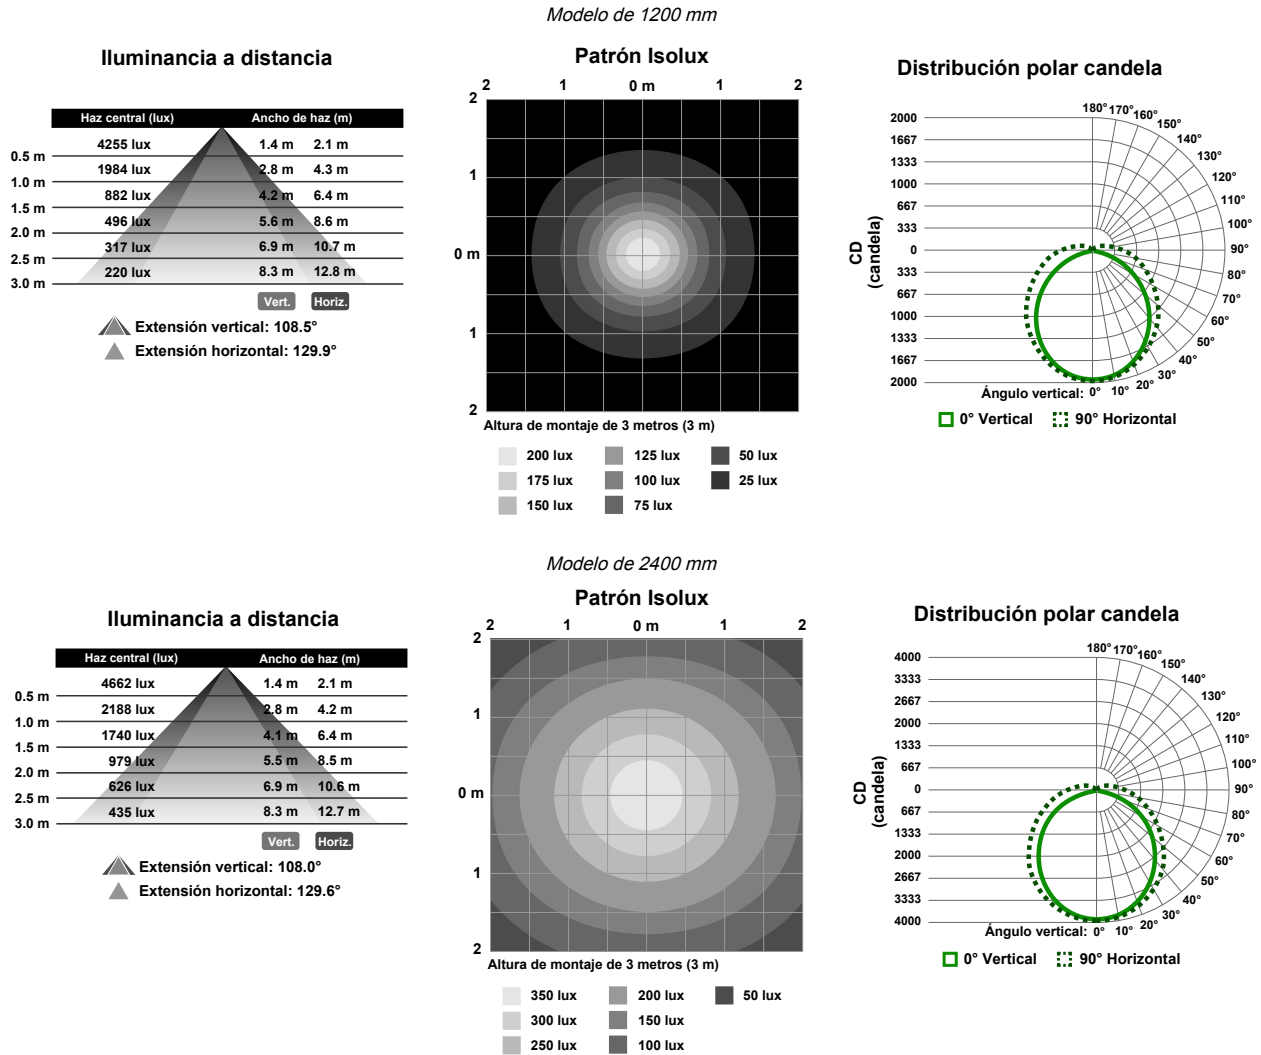 Modelo de 1200 mm
Iluminancia a distancia
Haz central (lux) Ancho de haz (m)
4255 lux 1.4 m 2.1 m
0.5 m
1984 lux 2.8 m 4.3 m
1.0 m
882 lux 4.2 m 6.4 m
1.5 m
496 lux 5.6 m 8.6 m
2.0 m
317 lux 6.9 m 10.7 m
2.5 m
220 lux 8.3 m 12.8 m
3.0 m
Vert. Horiz.
Extensión vertical: 108.5°
Extensión horizontal: 129.9°
Patrón Isolux
2 1 0 m 1 2
2
1
0 m
1
2
Altura de montaje de 3 metros (3 m)
200 lux 125 lux 50 lux
175 lux 100 lux 25 lux
150 lux 75 lux
Distribución polar candela
CD
(candela)
2000
1667
1333
1000
667
333
0
333
667
1000
1333
1667
2000
180° 170° 160° 150° 140° 130° 120° 110° 100° 90° 80° 70° 60° 50° 40° 30° 20° 10° 0°
Ángulo vertical:
0° Vertical 90° Horizontal
Modelo de 2400 mm
Iluminancia a distancia
Haz central (lux) Ancho de haz (m)
4662 lux 1.4 m 2.1 m
0.5 m
2188 lux 2.8 m 4.2 m
1.0 m
1740 lux 4.1 m 6.4 m
1.5 m
979 lux 5.5 m 8.5 m
2.0 m
626 lux 6.9 m 10.6 m
2.5 m
435 lux 8.3 m 12.7 m
3.0 m
Vert. Horiz.
Extensión vertical: 108.0°
Extensión horizontal: 129.6°
Patrón Isolux
2 1 0 m 1 2
2
1
0 m
1
2
Altura de montaje de 3 metros (3 m)
350 lux 200 lux 50 lux
300 lux 150 lux
250 lux 100 lux
Distribución polar candela
CD
(candela)
4000
3333
2667
2000
1333
667
0
667
1333
2000
2667
3333
4000
180° 170° 160° 150° 140° 130° 120° 110° 100° 90° 80° 70° 60° 50° 40° 30° 20° 10° 0°
Ángulo vertical:
0° Vertical 90° Horizontal